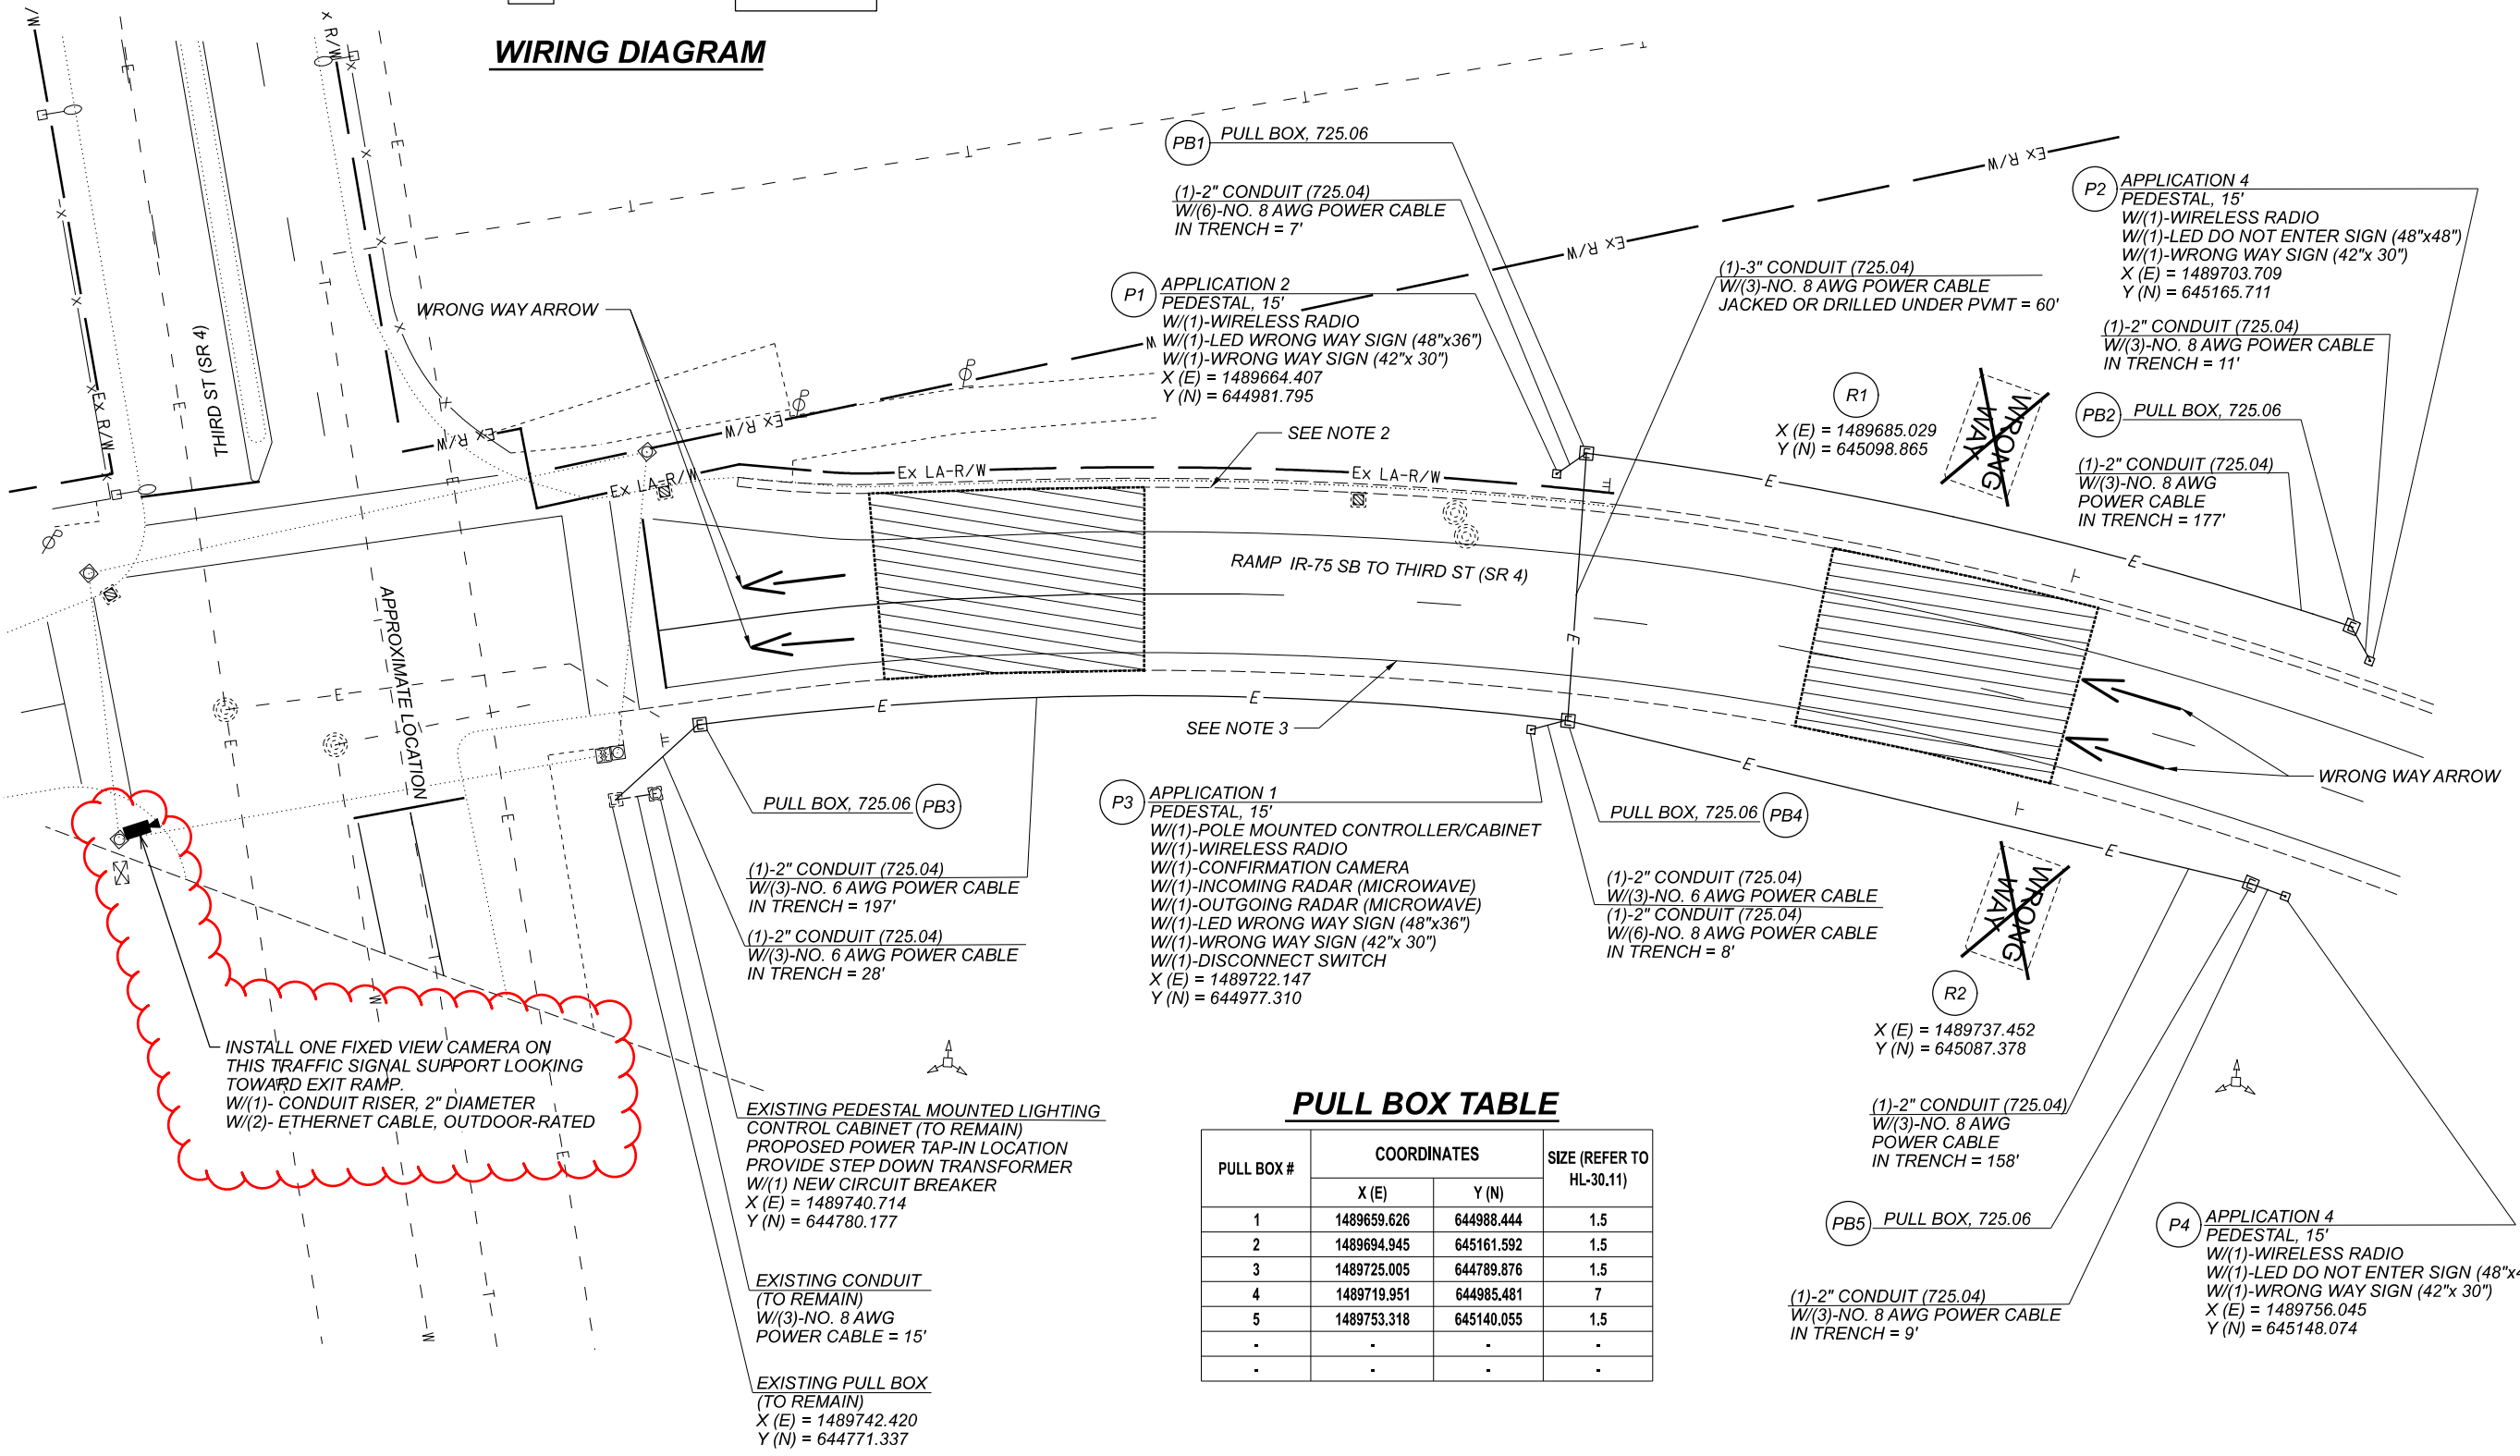 WIRING DIAGRAM
THIRD ST (SR 4)
APPROXIMATE LOCATION
WRONG WAY ARROW
PB1
PULL BOX, 725.06
(1)-2" CONDUIT (725.04)
W/(6)-NO. 8 AWG POWER CABLE
IN TRENCH = 7'
P1
APPLICATION 2
PEDESTAL, 15'
W/(1)-WIRELESS RADIO
W/(1)-LED WRONG WAY SIGN (48"x36")
W/(1)-WRONG WAY SIGN (42"x 30")
X (E) = 1489664.407
Y (N) = 644981.795
SEE NOTE 2
(1)-3" CONDUIT (725.04)
W/(3)-NO. 8 AWG POWER CABLE
JACKED OR DRILLED UNDER PVMT = 60'
P2
APPLICATION 4
PEDESTAL, 15'
W/(1)-WIRELESS RADIO
W/(1)-LED DO NOT ENTER SIGN (48"x48")
W/(1)-WRONG WAY SIGN (42"x 30")
X (E) = 1489703.709
Y (N) = 645165.711
(1)-2" CONDUIT (725.04)
W/(3)-NO. 8 AWG POWER CABLE
IN TRENCH = 11'
PB2
PULL BOX, 725.06
(1)-2" CONDUIT (725.04)
W/(3)-NO. 8 AWG
POWER CABLE
IN TRENCH = 177'
R1
X (E) = 1489685.029
Y (N) = 645098.865
WRONG
WAY
Ex R/W
Ex R/W
Ex R/W
Ex R/W
Ex R/W
x R/W
Ex LA-R/W
Ex LA-R/W
Ex LA-R/W
RAMP IR-75 SB TO THIRD ST (SR 4)
SEE NOTE 3
WRONG WAY ARROW
PULL BOX, 725.06
PB3
(1)-2" CONDUIT (725.04)
W/(3)-NO. 6 AWG POWER CABLE
IN TRENCH = 197'
(1)-2" CONDUIT (725.04)
W/(3)-NO. 6 AWG POWER CABLE
IN TRENCH = 28'
P3
APPLICATION 1
PEDESTAL, 15'
W/(1)-POLE MOUNTED CONTROLLER/CABINET
W/(1)-WIRELESS RADIO
W/(1)-CONFIRMATION CAMERA
W/(1)-INCOMING RADAR (MICROWAVE)
W/(1)-OUTGOING RADAR (MICROWAVE)
W/(1)-LED WRONG WAY SIGN (48"x36")
W/(1)-WRONG WAY SIGN (42"x 30")
W/(1)-DISCONNECT SWITCH
X (E) = 1489722.147
Y (N) = 644977.310
PULL BOX, 725.06
PB4
(1)-2" CONDUIT (725.04)
W/(3)-NO. 6 AWG POWER CABLE
(1)-2" CONDUIT (725.04)
W/(6)-NO. 8 AWG POWER CABLE
IN TRENCH = 8'
WRONG
WAY
R2
X (E) = 1489737.452
Y (N) = 645087.378
INSTALL ONE FIXED VIEW CAMERA ON
THIS TRAFFIC SIGNAL SUPPORT LOOKING
TOWARD EXIT RAMP.
W/(1)- CONDUIT RISER, 2" DIAMETER
W/(2)- ETHERNET CABLE, OUTDOOR-RATED
EXISTING PEDESTAL MOUNTED LIGHTING
CONTROL CABINET (TO REMAIN)
PROPOSED POWER TAP-IN LOCATION
PROVIDE STEP DOWN TRANSFORMER
W/(1) NEW CIRCUIT BREAKER
X (E) = 1489740.714
Y (N) = 644780.177
EXISTING CONDUIT
(TO REMAIN)
W/(3)-NO. 8 AWG
POWER CABLE = 15'
EXISTING PULL BOX
(TO REMAIN)
X (E) = 1489742.420
Y (N) = 644771.337
PULL BOX TABLE
PULL BOX # COORDINATES SIZE (REFER TO
HL-30.11)
X (E) Y (N)
1 1489659.626 644988.444 1.5
2 1489694.945 645161.592 1.5
3 1489725.005 644789.876 1.5
4 1489719.951 644985.481 7
5 1489753.318 645140.055 1.5
- - - -
- - - -
(1)-2" CONDUIT (725.04)
W/(3)-NO. 8 AWG
POWER CABLE
IN TRENCH = 158'
PB5
PULL BOX, 725.06
(1)-2" CONDUIT (725.04)
W/(3)-NO. 8 AWG POWER CABLE
IN TRENCH = 9'
P4
APPLICATION 4
PEDESTAL, 15'
W/(1)-WIRELESS RADIO
W/(1)-LED DO NOT ENTER SIGN (48"x4
W/(1)-WRONG WAY SIGN (42"x 30")
X (E) = 1489756.045
Y (N) = 645148.074